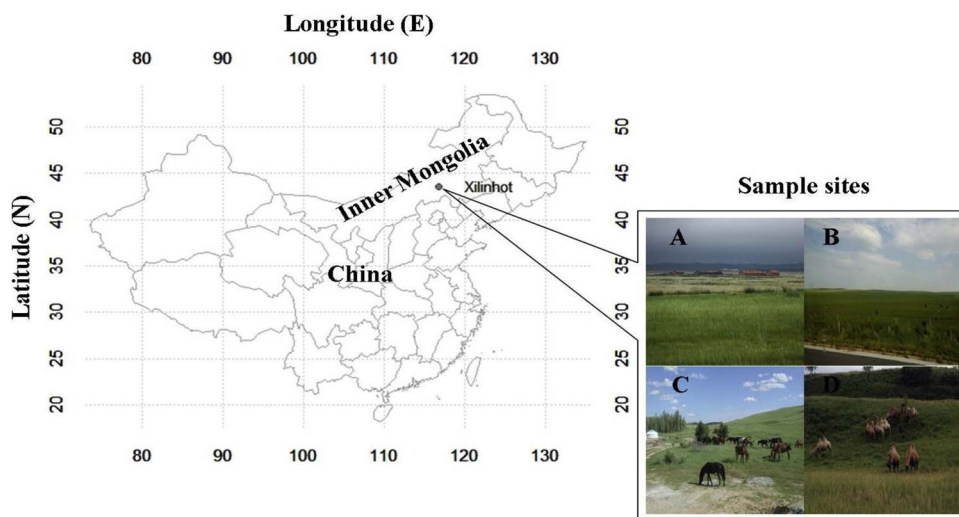 Longitude (E)
80 90 100 110 120 130
Latitude (N)
50 50
45 45
40 40
35 35
30 30
25 25
20 20
Inner Mongolia
Xilinhot
China
Sample sites
A B
C D
80 90 100 110 120 130